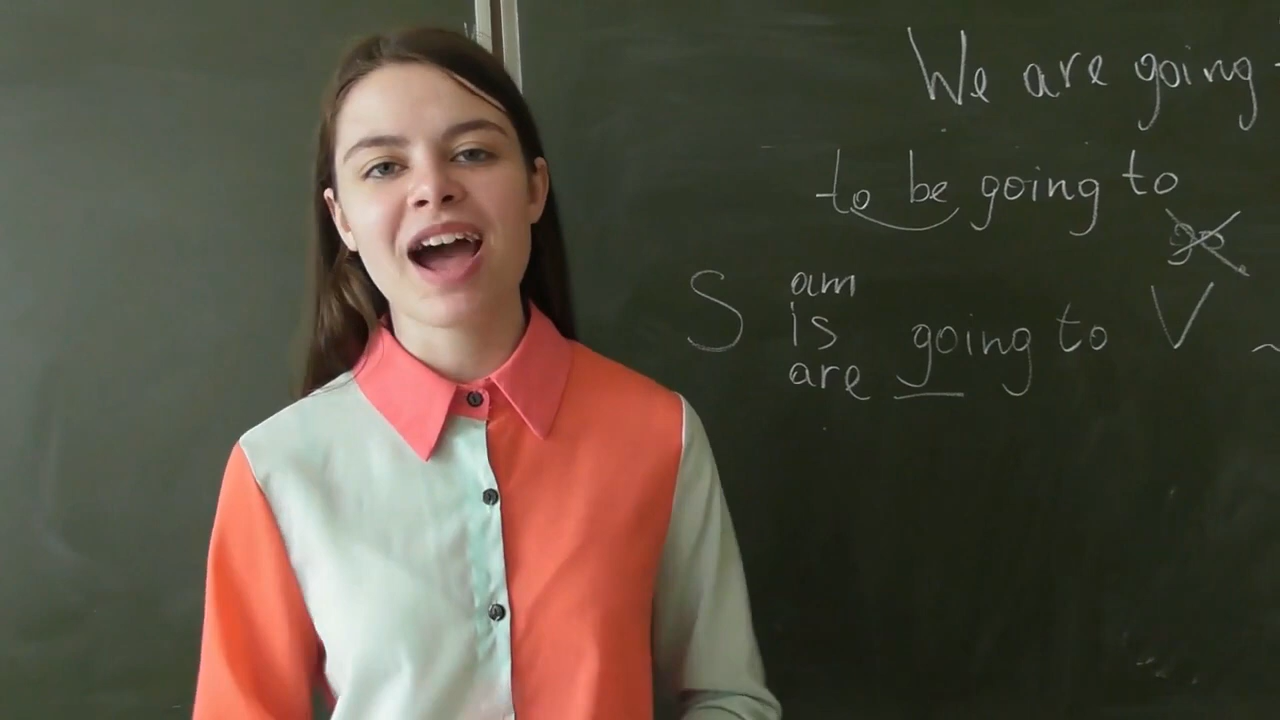 We are going
to be going to
go
am
S is going to V
are